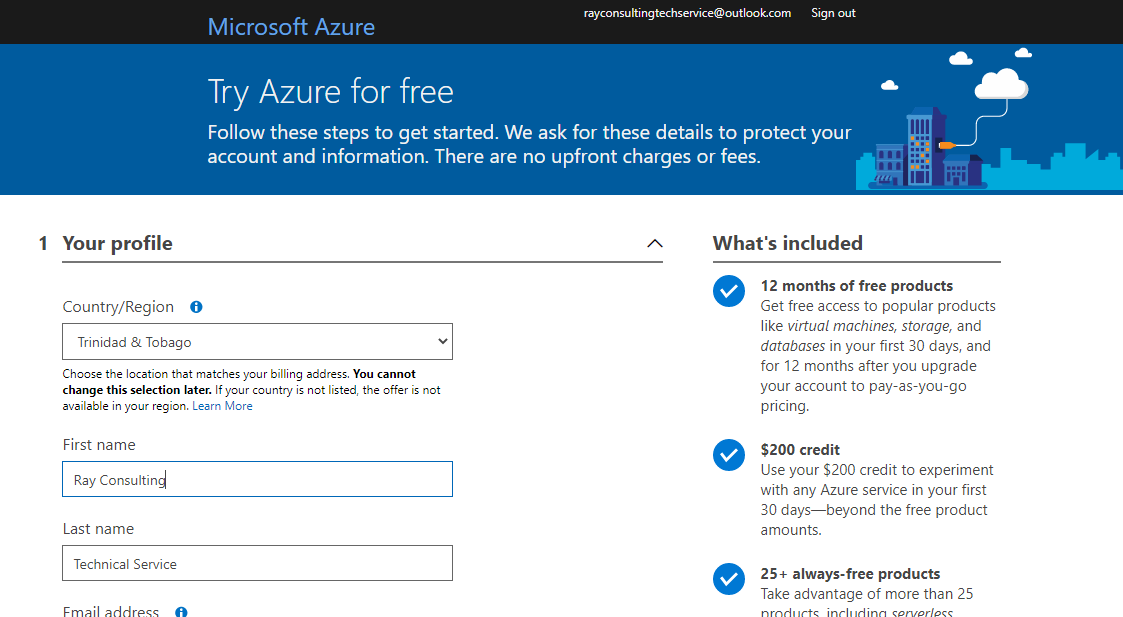 Microsoft Azure
rayconsultingtechservice@outlook.com Sign out
Try Azure for free
Follow these steps to get started. We ask for these details to protect your
account and information. There are no upfront charges or fees.
1 Your profile
Country/Region
Trinidad & Tobago
Choose the location that matches your billing address. You cannot
change this selection later. If your country is not listed, the offer is not
available in your region. Learn More
First name
Ray Consulting
Last name
Technical Service
Email address
What's included
12 months of free products
Get free access to popular products
like virtual machines, storage, and
databases in your first 30 days, and
for 12 months after you upgrade
your account to pay-as-you-go
pricing.
$200 credit
Use your $200 credit to experiment
with any Azure service in your first
30 days—beyond the free product
amounts.
25+ always-free products
Take advantage of more than 25
products, including serverless,